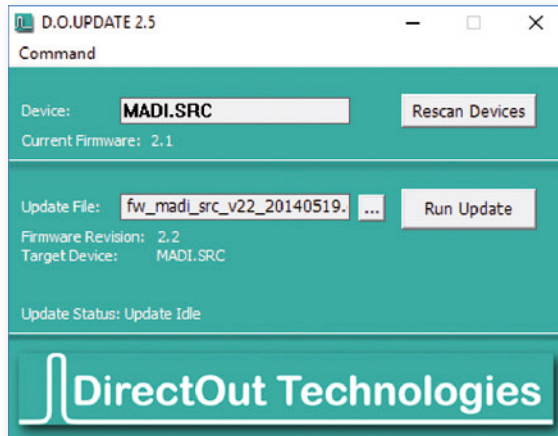 D.O.UPDATE 2.5
Command
Device: MADI.SRC Rescan Devices
Current Firmware: 2.1
Update File: fw_madi_src_v22_20140519. ... Run Update
Firmware Revision: 2.2
Target Device: MADI.SRC
Update Status: Update Idle
DirectOut Technologies